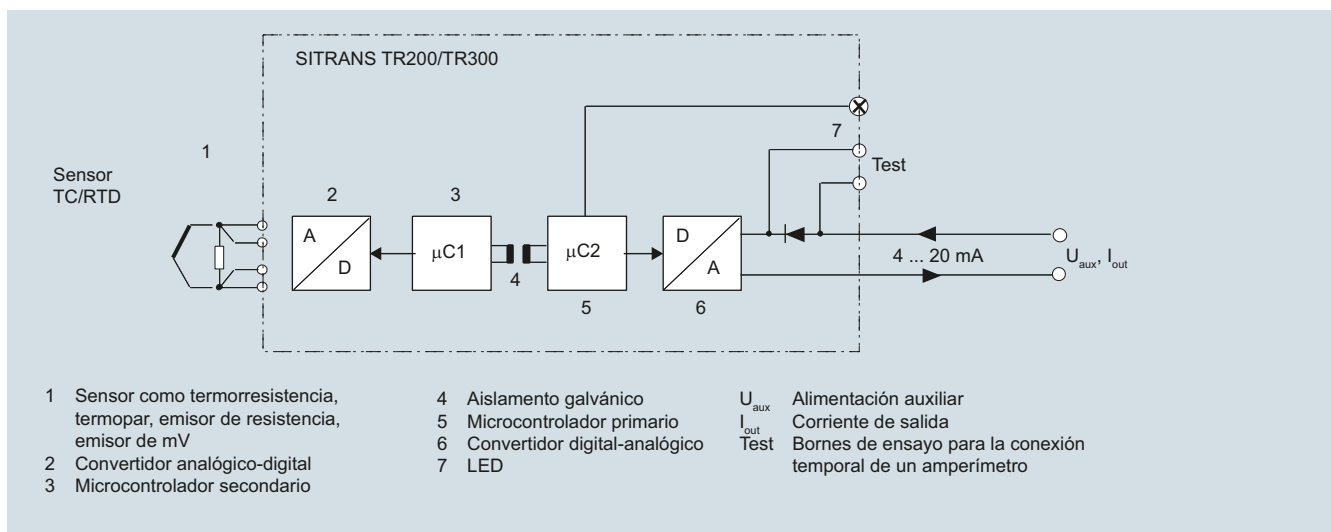 SITRANS TR200/TR300
7
Test
1
Sensor
TC/RTD
2
3
A
D
µC1
4
µC2
5
D
A
6
4 ... 20 mA
Uaux, Iout
1 Sensor como termorresistencia,
termopar, emisor de resistencia,
emisor de mV
2 Convertidor analógico-digital
3 Microcontrolador secondario
4 Aislamento galvánico
5 Microcontrolador primario
6 Convertidor digital-analógico
7 LED
Uaux Alimentación auxiliar
Iout Corriente de salida
Test Bornes de ensayo para la conexión
temporal de un amperímetro